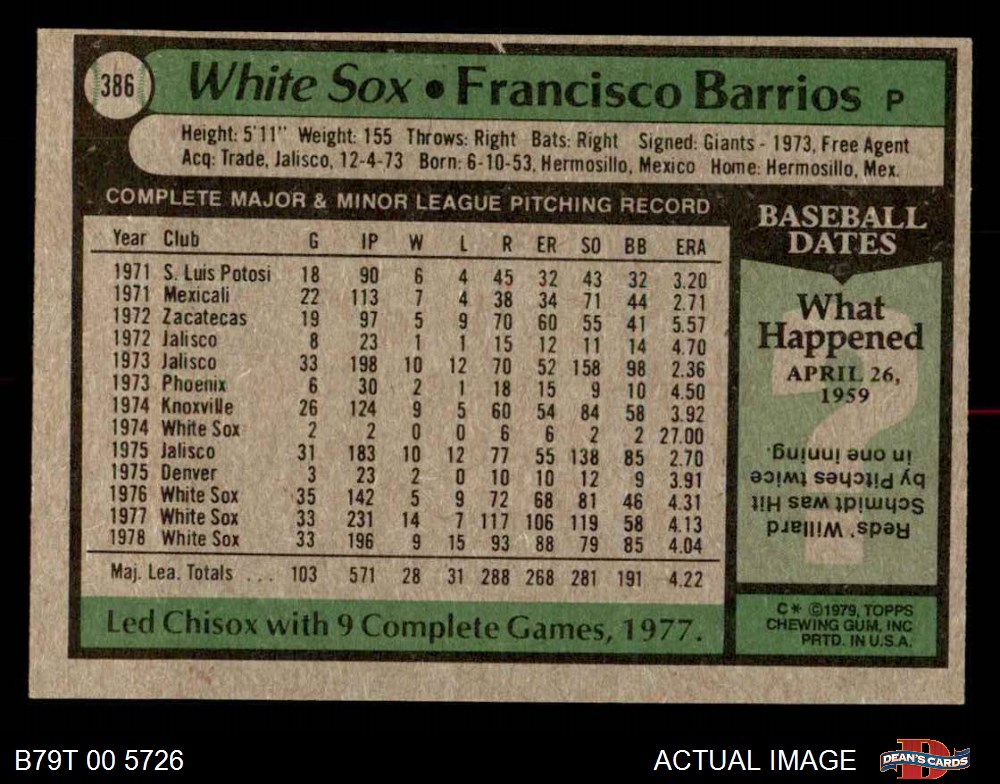 386
White Sox • Francisco Barrios P
Height: 5'11" Weight: 155 Throws: Right Bats: Right Signed: Giants - 1973, Free Agent
Acq: Trade, Jalisco, 12-4-73 Born: 6-10-53, Hermosillo, Mexico Home: Hermosillo, Mex.
COMPLETE MAJOR & MINOR LEAGUE PITCHING RECORD
Year Club G IP W L R ER SO BB ERA
1971 S. Luis Potosi 18 90 6 4 45 32 43 32 3.20
1971 Mexicali 22 113 7 4 38 34 71 44 2.71
1972 Zacatecas 19 97 5 9 70 60 55 41 5.57
1972 Jalisco 8 23 1 1 15 12 11 14 4.70
1973 Jalisco 33 198 10 12 70 52 158 98 2.36
1973 Phoenix 6 30 2 1 18 15 9 10 4.50
1974 Knoxville 26 124 9 5 60 54 84 58 3.92
1974 White Sox 2 2 0 0 6 6 2 2 27.00
1975 Jalisco 31 183 10 12 77 55 138 85 2.70
1975 Denver 3 23 2 0 10 10 12 9 3.91
1976 White Sox 35 142 5 9 72 68 81 46 4.31
1977 White Sox 33 231 14 7 117 106 119 58 4.13
1978 White Sox 33 196 9 15 93 88 79 85 4.04
Maj. Lea. Totals ... 103 571 28 31 288 268 281 191 4.22
Led Chisox with 9 Complete Games, 1977.
BASEBALL
DATES
What
Happened
APRIL 26,
1959
?
Reds' Willard
Schmidt was Hit
by Pitches twice
in one inning.
C* ©1979, TOPPS
CHEWING GUM, INC
PRTD. IN U.S.A.
B79T 00 5726
ACTUAL IMAGE
D
DEAN'S CARDS